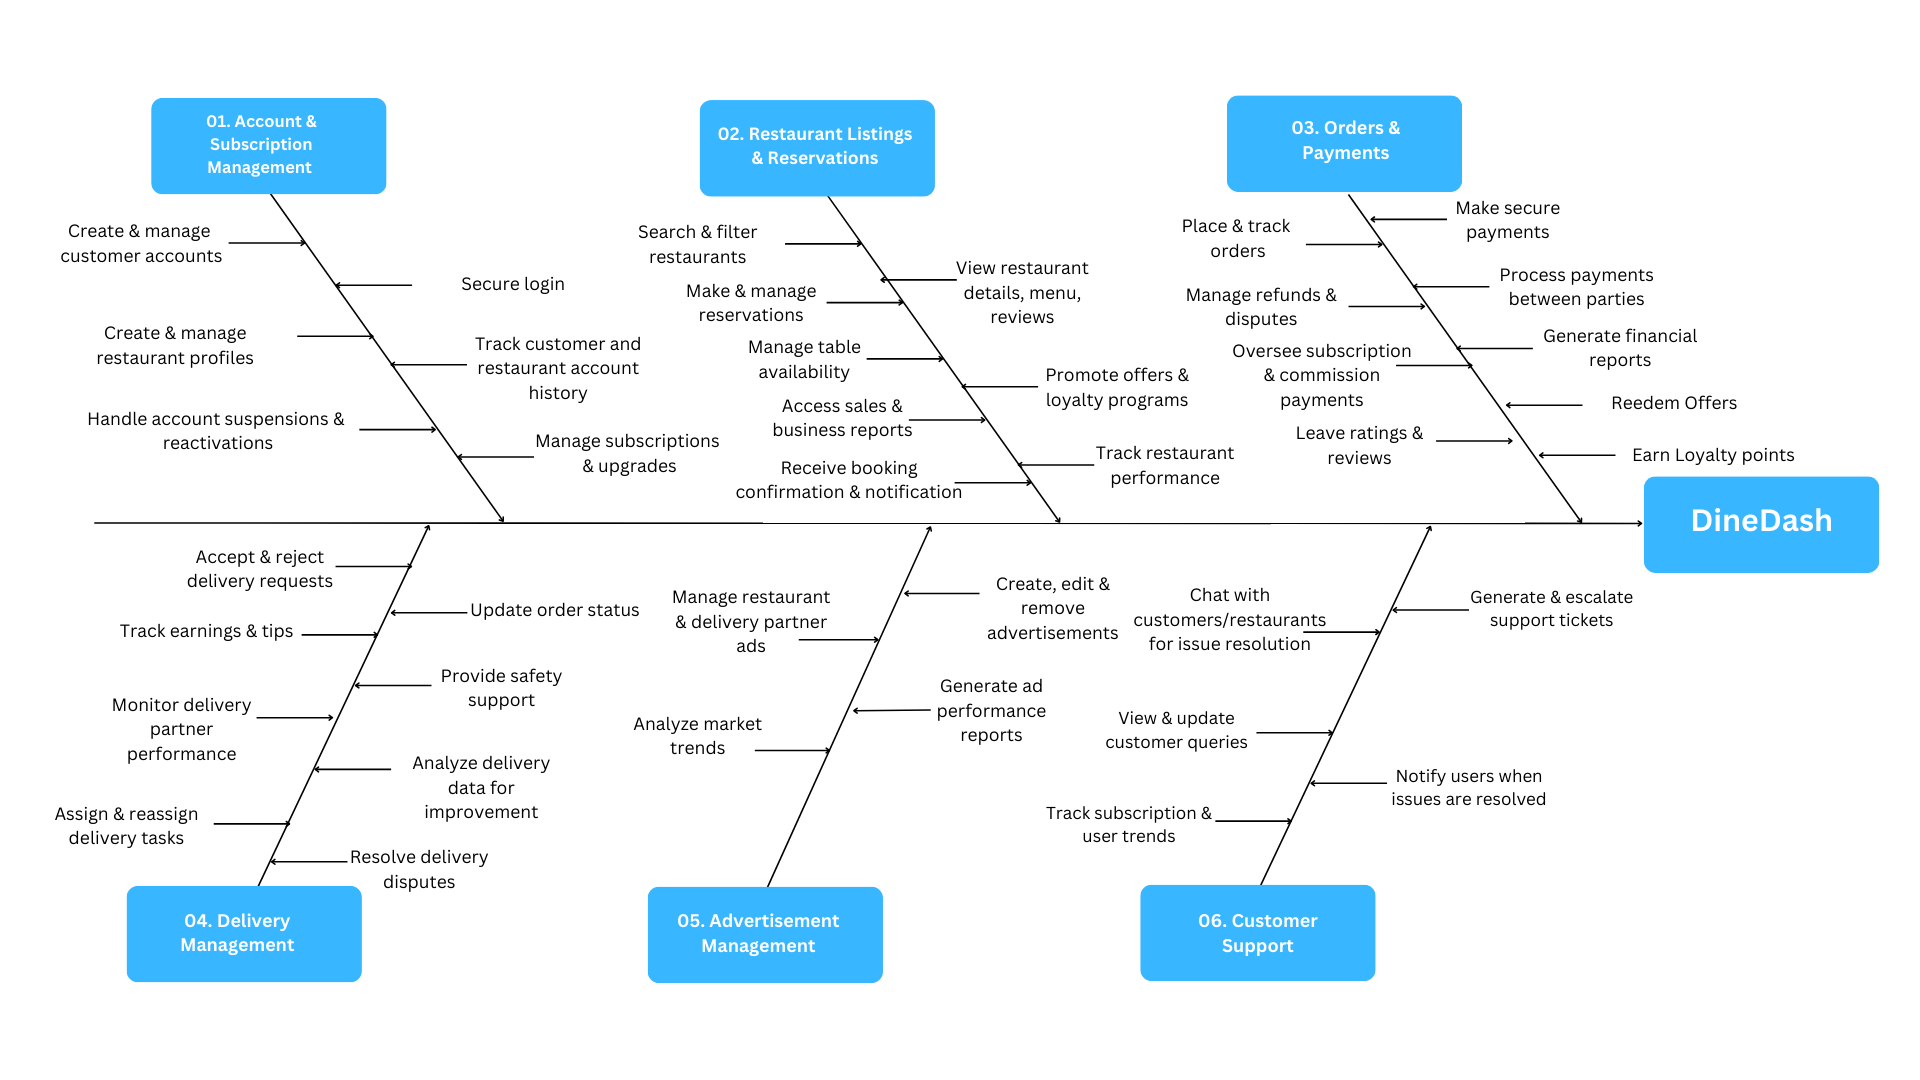 01. Account &
Subscription
Management
Create & manage
customer accounts
Secure login
Create & manage
restaurant profiles
Track customer and
restaurant account
history
Handle account suspensions &
reactivations
Manage subscriptions
& upgrades
02. Restaurant Listings
& Reservations
Search & filter
restaurants
View restaurant
details, menu,
reviews
Make & manage
reservations
Manage table
availability
Promote offers &
loyalty programs
Access sales &
business reports
Track restaurant
performance
Receive booking
confirmation & notification
03. Orders &
Payments
Make secure
payments
Place & track
orders
Process payments
between parties
Manage refunds &
disputes
Generate financial
reports
Oversee subscription
& commission
payments
Reedem Offers
Leave ratings &
reviews
Earn Loyalty points
DineDash
Accept & reject
delivery requests
Update order status
Track earnings & tips
Provide safety
support
Monitor delivery
partner
performance
Analyze delivery
data for
improvement
Assign & reassign
delivery tasks
Resolve delivery
disputes
04. Delivery
Management
Create, edit &
remove
advertisements
Manage restaurant
& delivery partner
ads
Generate ad
performance
reports
Analyze market
trends
05. Advertisement
Management
Chat with
customers/restaurants
for issue resolution
Generate & escalate
support tickets
View & update
customer queries
Notify users when
issues are resolved
Track subscription &
user trends
06. Customer
Support